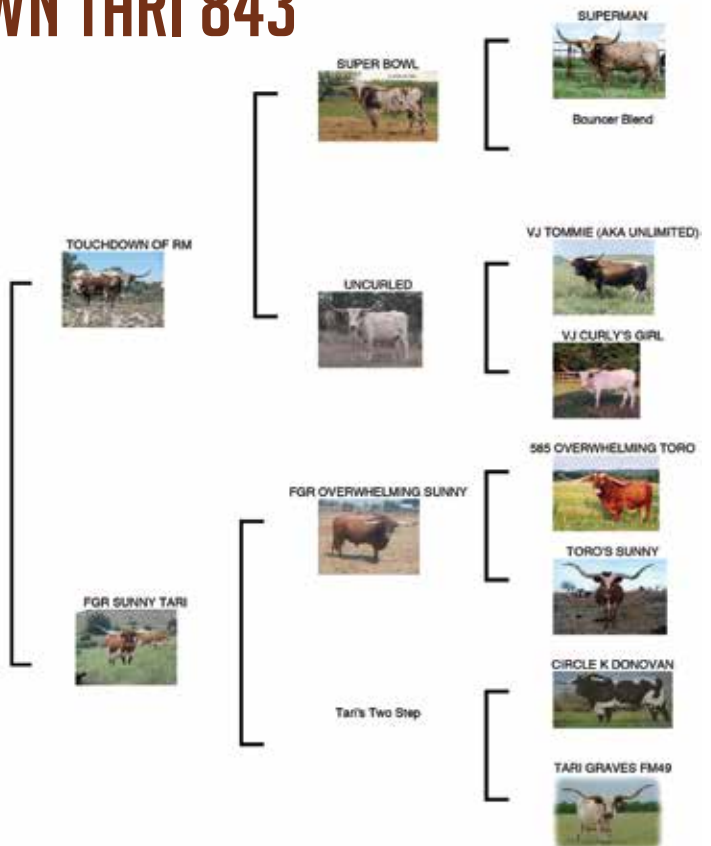 WN THRI 843
SUPERMAN
SUPER BOWL
Bouncer Blend
TOUCHDOWN OF RM
VJ TOMMIE (AKA UNLIMITED)-
UNCURLED
VJ CURLY'S GIRL
585 OVERWHELMING TORO
FGR OVERWHELMING SUNNY
TORO'S SUNNY
FGR SUNNY TARI
CIRCLE K DONOVAN
Tari's Two Step
TARI GRAVES FM49